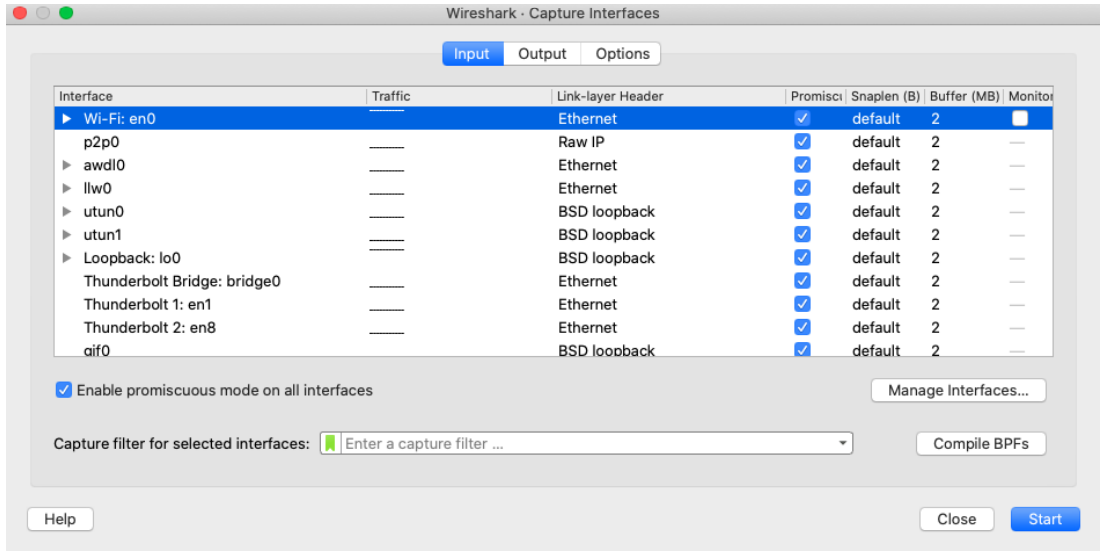 Wireshark · Capture Interfaces
Input Output Options
Interface Traffic Link-layer Header Promisc Snaplen (B) Buffer (MB) Monitor
Wi-Fi: en0 Ethernet default 2
p2p0 Raw IP default 2 —
awdl0 Ethernet default 2 —
llw0 Ethernet default 2 —
utun0 BSD loopback default 2 —
utun1 BSD loopback default 2 —
Loopback: lo0 BSD loopback default 2 —
Thunderbolt Bridge: bridge0 Ethernet default 2 —
Thunderbolt 1: en1 Ethernet default 2 —
Thunderbolt 2: en8 Ethernet default 2 —
gif0 BSD loopback default 2 —
Enable promiscuous mode on all interfaces Manage Interfaces...
Capture filter for selected interfaces: Enter a capture filter ... Compile BPFs
Help Close Start